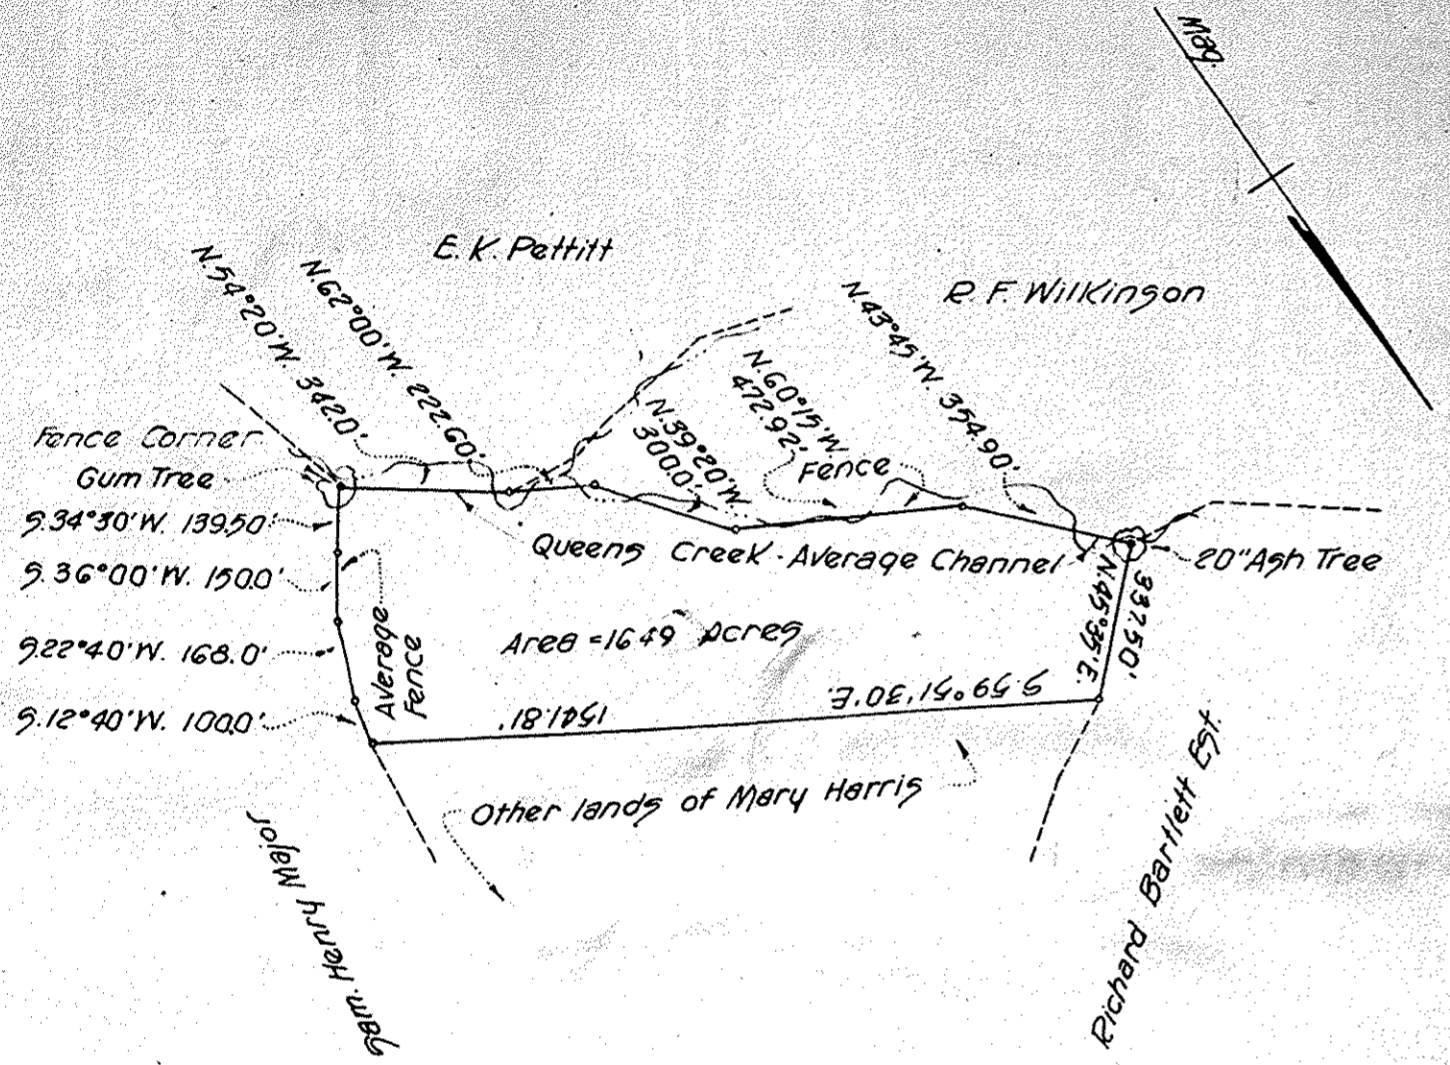 Mag.
E. K. Pettitt
R. F. Wilkinson
N.54°20'W. 342.0'
N.62°00'W. 222.60'
N.39°20'W.
300.0'
N.60°15'W.
472.92'
N.43°45'W. 354.90'
Fence Corner
Gum Tree
Fence
S.34°30'W. 139.50'
Queens Creek - Average Channel
20" Ash Tree
S.36°00'W. 150.0'
S.22°40'W. 168.0'
S.12°40'W. 100.0'
Average
Fence
Area = 16.49 Acres
N.45°35'E.
337.50'
S.59°51'30"E.
1541.81'
Other lands of Mary Harris
Sam. Henry Major
Richard Bartlett Est.